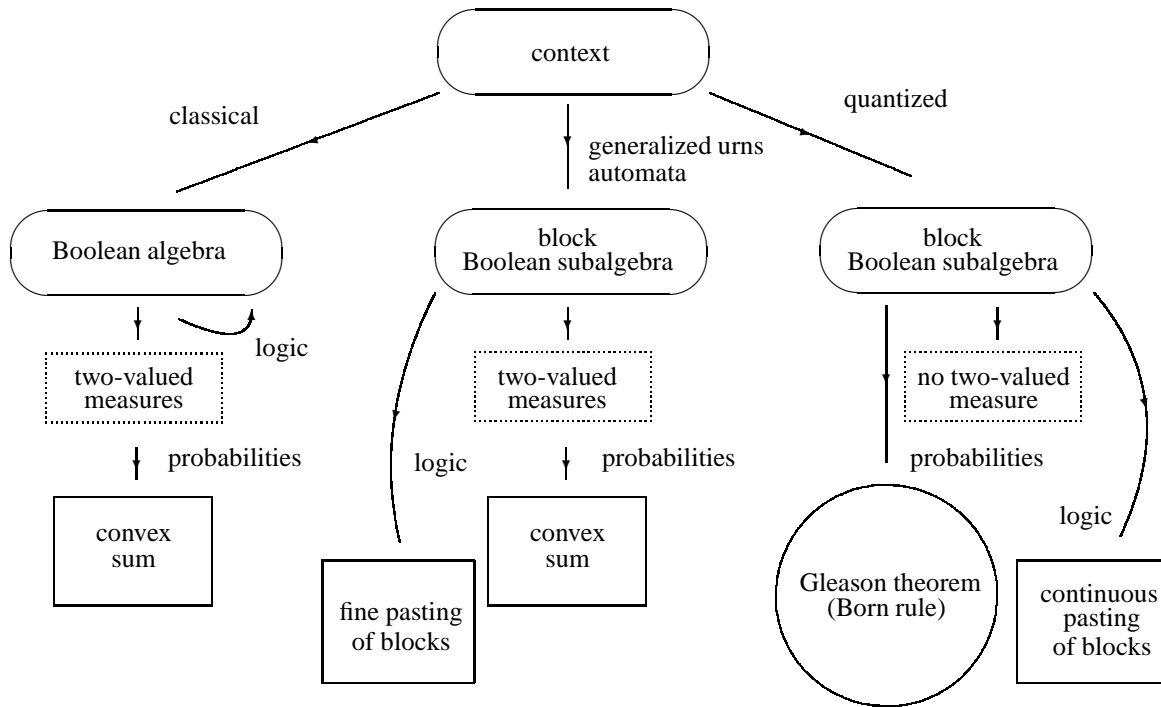 context
classical
quantized
generalized urns
automata
Boolean algebra
block
Boolean subalgebra
block
Boolean subalgebra
logic
two-valued
measures
two-valued
measures
no two-valued
measure
probabilities
logic
probabilities
probabilities
convex
sum
convex
sum
logic
fine pasting
of blocks
Gleason theorem
(Born rule)
continuous
pasting
of blocks